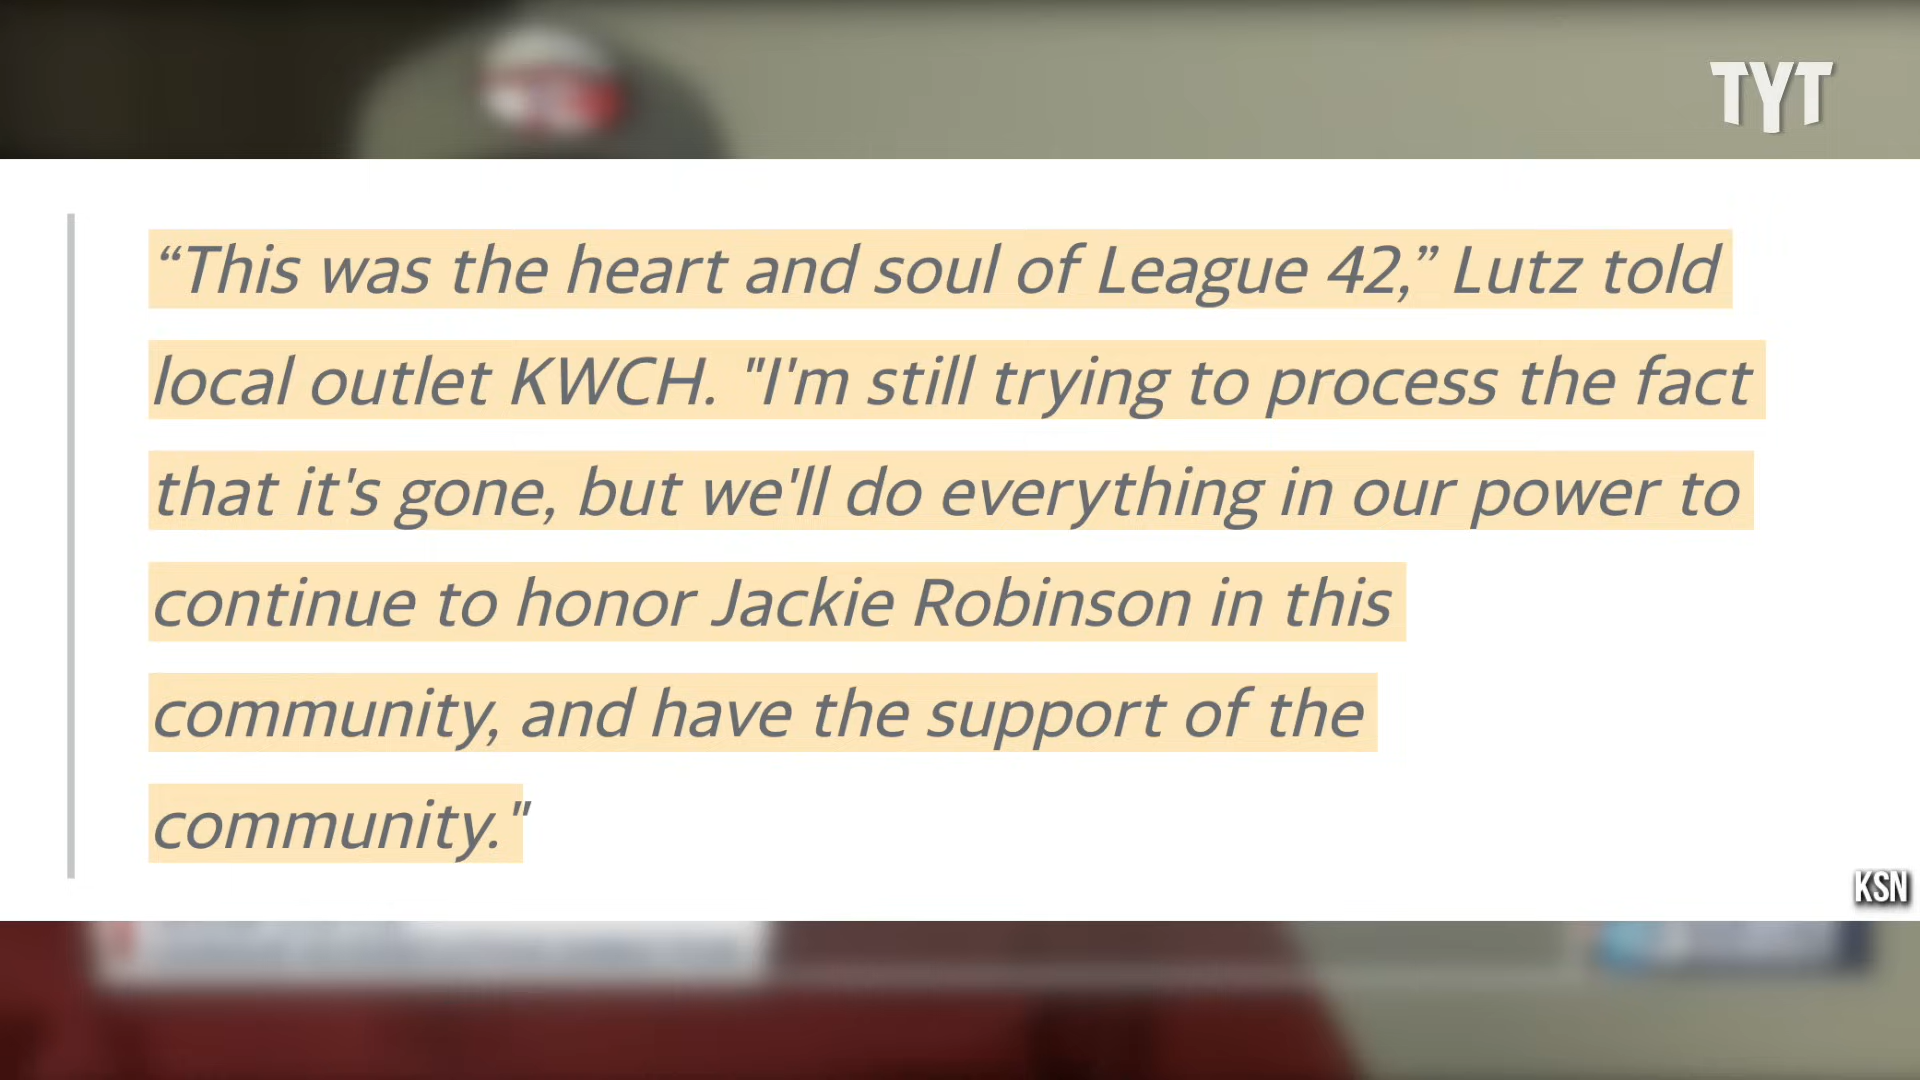 TYT
“This was the heart and soul of League 42,” Lutz told
local outlet KWCH. "I'm still trying to process the fact
that it's gone, but we'll do everything in our power to
continue to honor Jackie Robinson in this
community, and have the support of the
community."
KSN